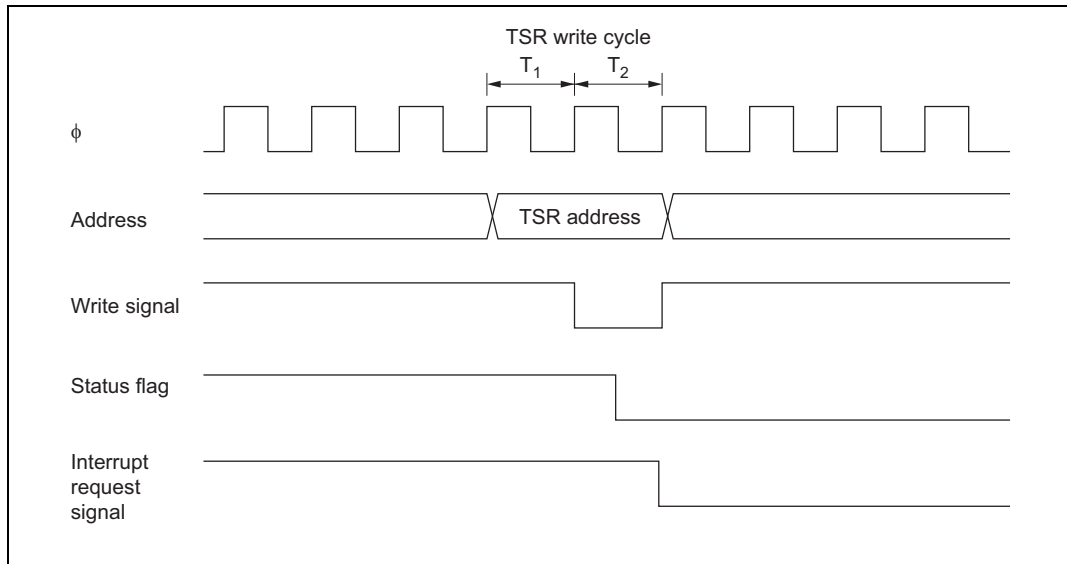 TSR write cycle
T₁ T₂
ϕ
Address
TSR address
Write signal
Status flag
Interrupt
request
signal